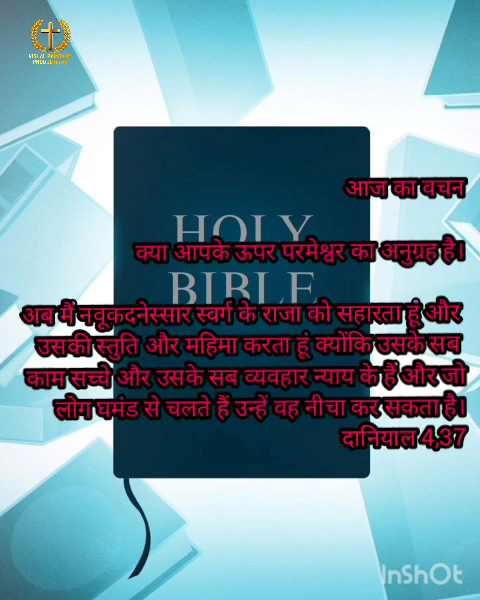 आज का वचन
HOLY
क्या आपके ऊपर परमेश्वर का अनुग्रह है।
BIBLE
अब मैं नबूकदनेस्सार स्वर्ग के राजा को सहारता हूं और
उसकी स्तुति और महिमा करता हूं क्योंकि उसके सब
काम सच्चे और उसके सब व्यवहार न्याय के हैं और जो
लोग घमंड से चलते हैं उन्हें वह नीचा कर सकता है।
दानियाल 4,37
InShOt